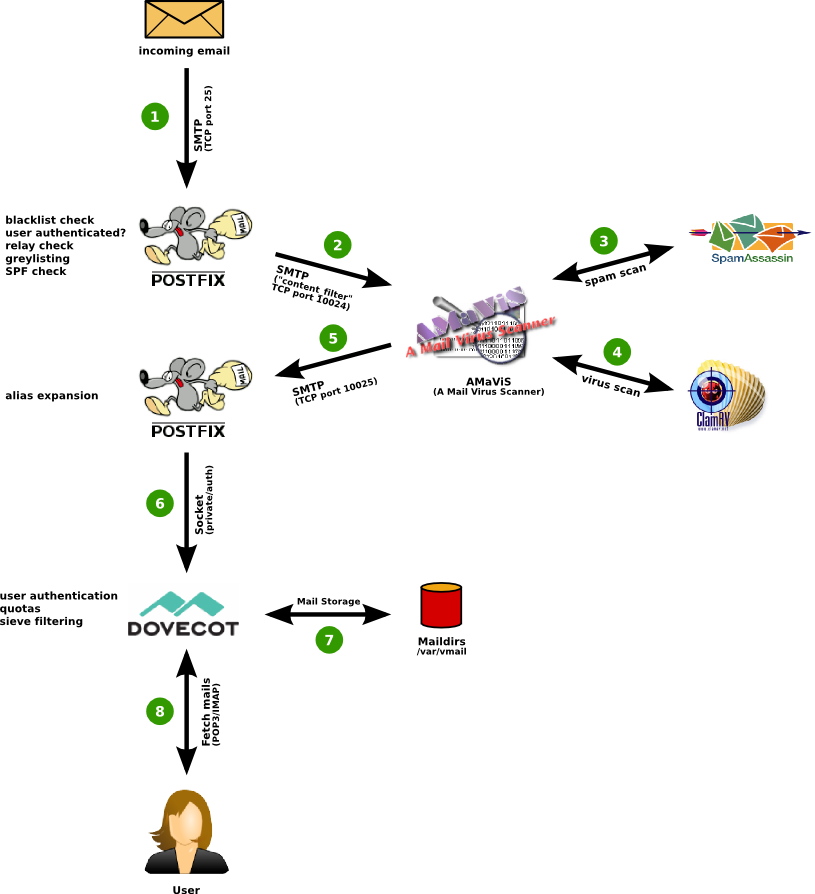 incoming email
1
SMTP
(TCP port 25)
blacklist check
user authenticated?
relay check
greylisting
SPF check
MAIL
POSTFIX
2
SMTP
("content_filter"
TCP port 10024)
3
spam scan
SpamAssassin
AMaViS
A Mail Virus Scanner
AMaViS
(A Mail Virus Scanner)
4
virus scan
ClamAV
5
SMTP
(TCP port 10025)
alias expansion
MAIL
POSTFIX
6
Socket
(private/auth)
user authentication
quotas
sieve filtering
DOVECOT
Mail Storage
7
Maildirs
/var/vmail
8
Fetch mails
(POP3/IMAP)
User